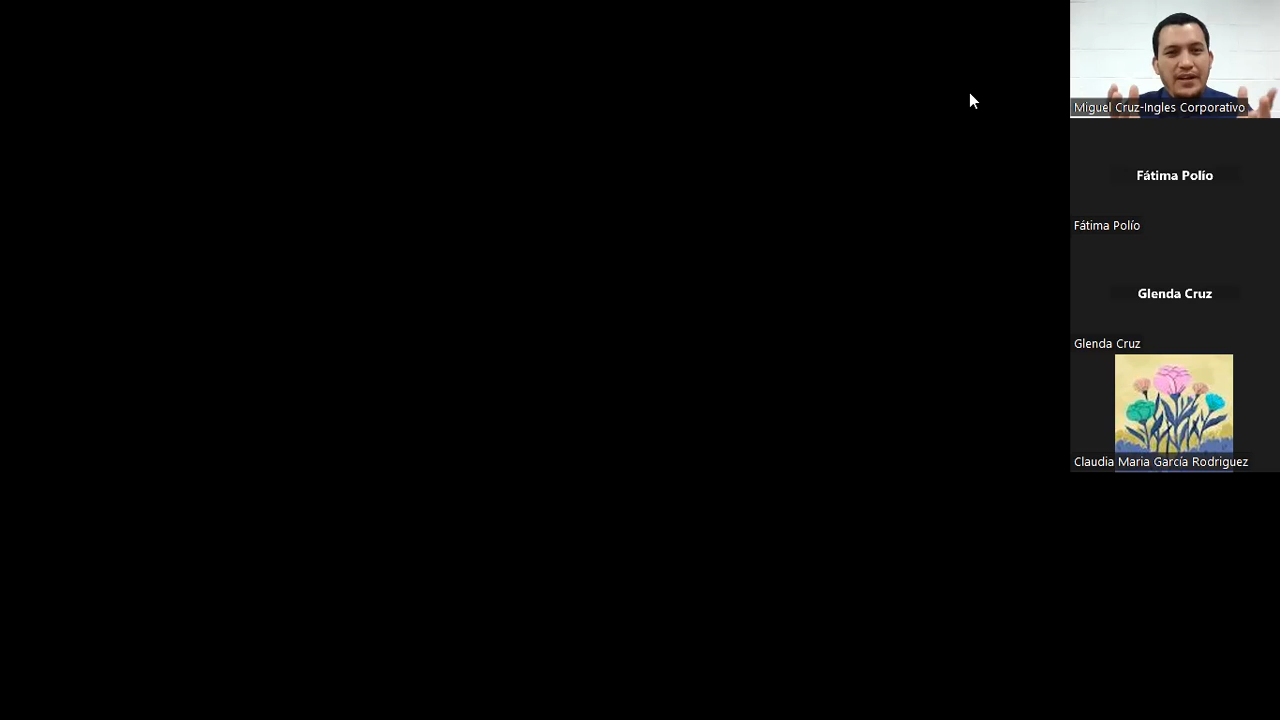 Miguel Cruz-Ingles Corporativo
Fátima Polío
Fátima Polío
Glenda Cruz
Glenda Cruz
Claudia Maria García Rodriguez